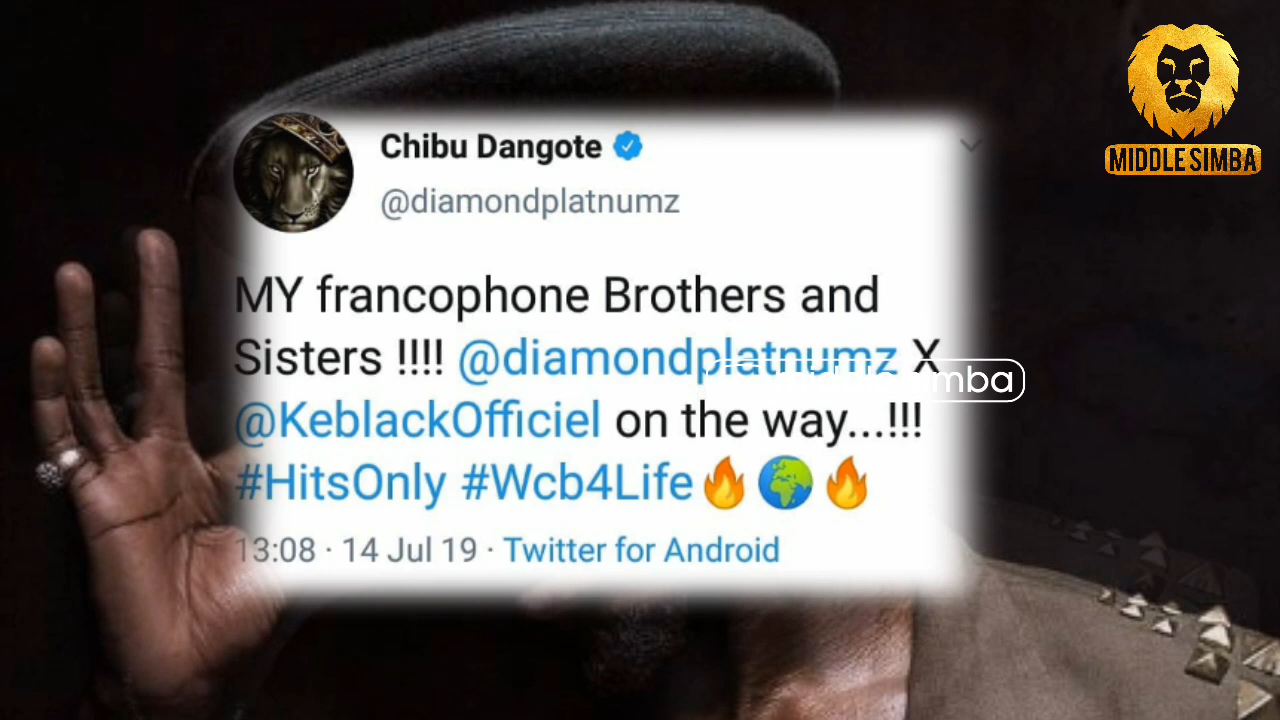 Chibu Dangote
@diamondplatnumz
MY francophone Brothers and
Sisters !!!! @diamondplatnumz X
@KeblackOfficiel on the way...!!!
#HitsOnly #Wcb4Life🔥🌍🔥
13:08 · 14 Jul 19 · Twitter for Android
MIDDLE SIMBA